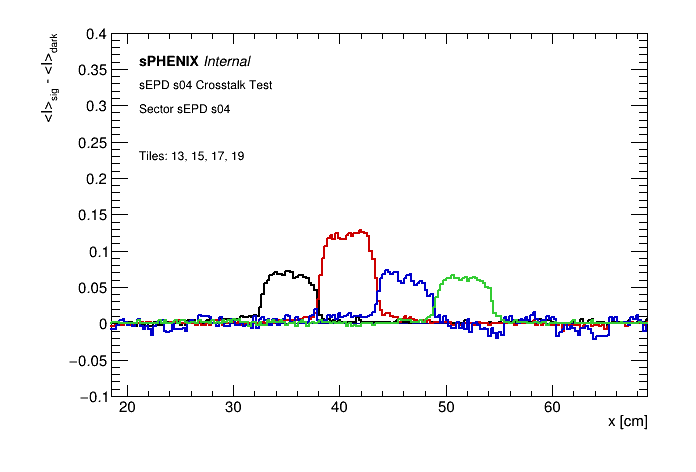 <I>sig - <I>dark
0.4
0.35
0.3
0.25
0.2
0.15
0.1
0.05
0
−0.05
−0.1
sPHENIX Internal
sEPD s04 Crosstalk Test
Sector sEPD s04
Tiles: 13, 15, 17, 19
20 30 40 50 60
x [cm]